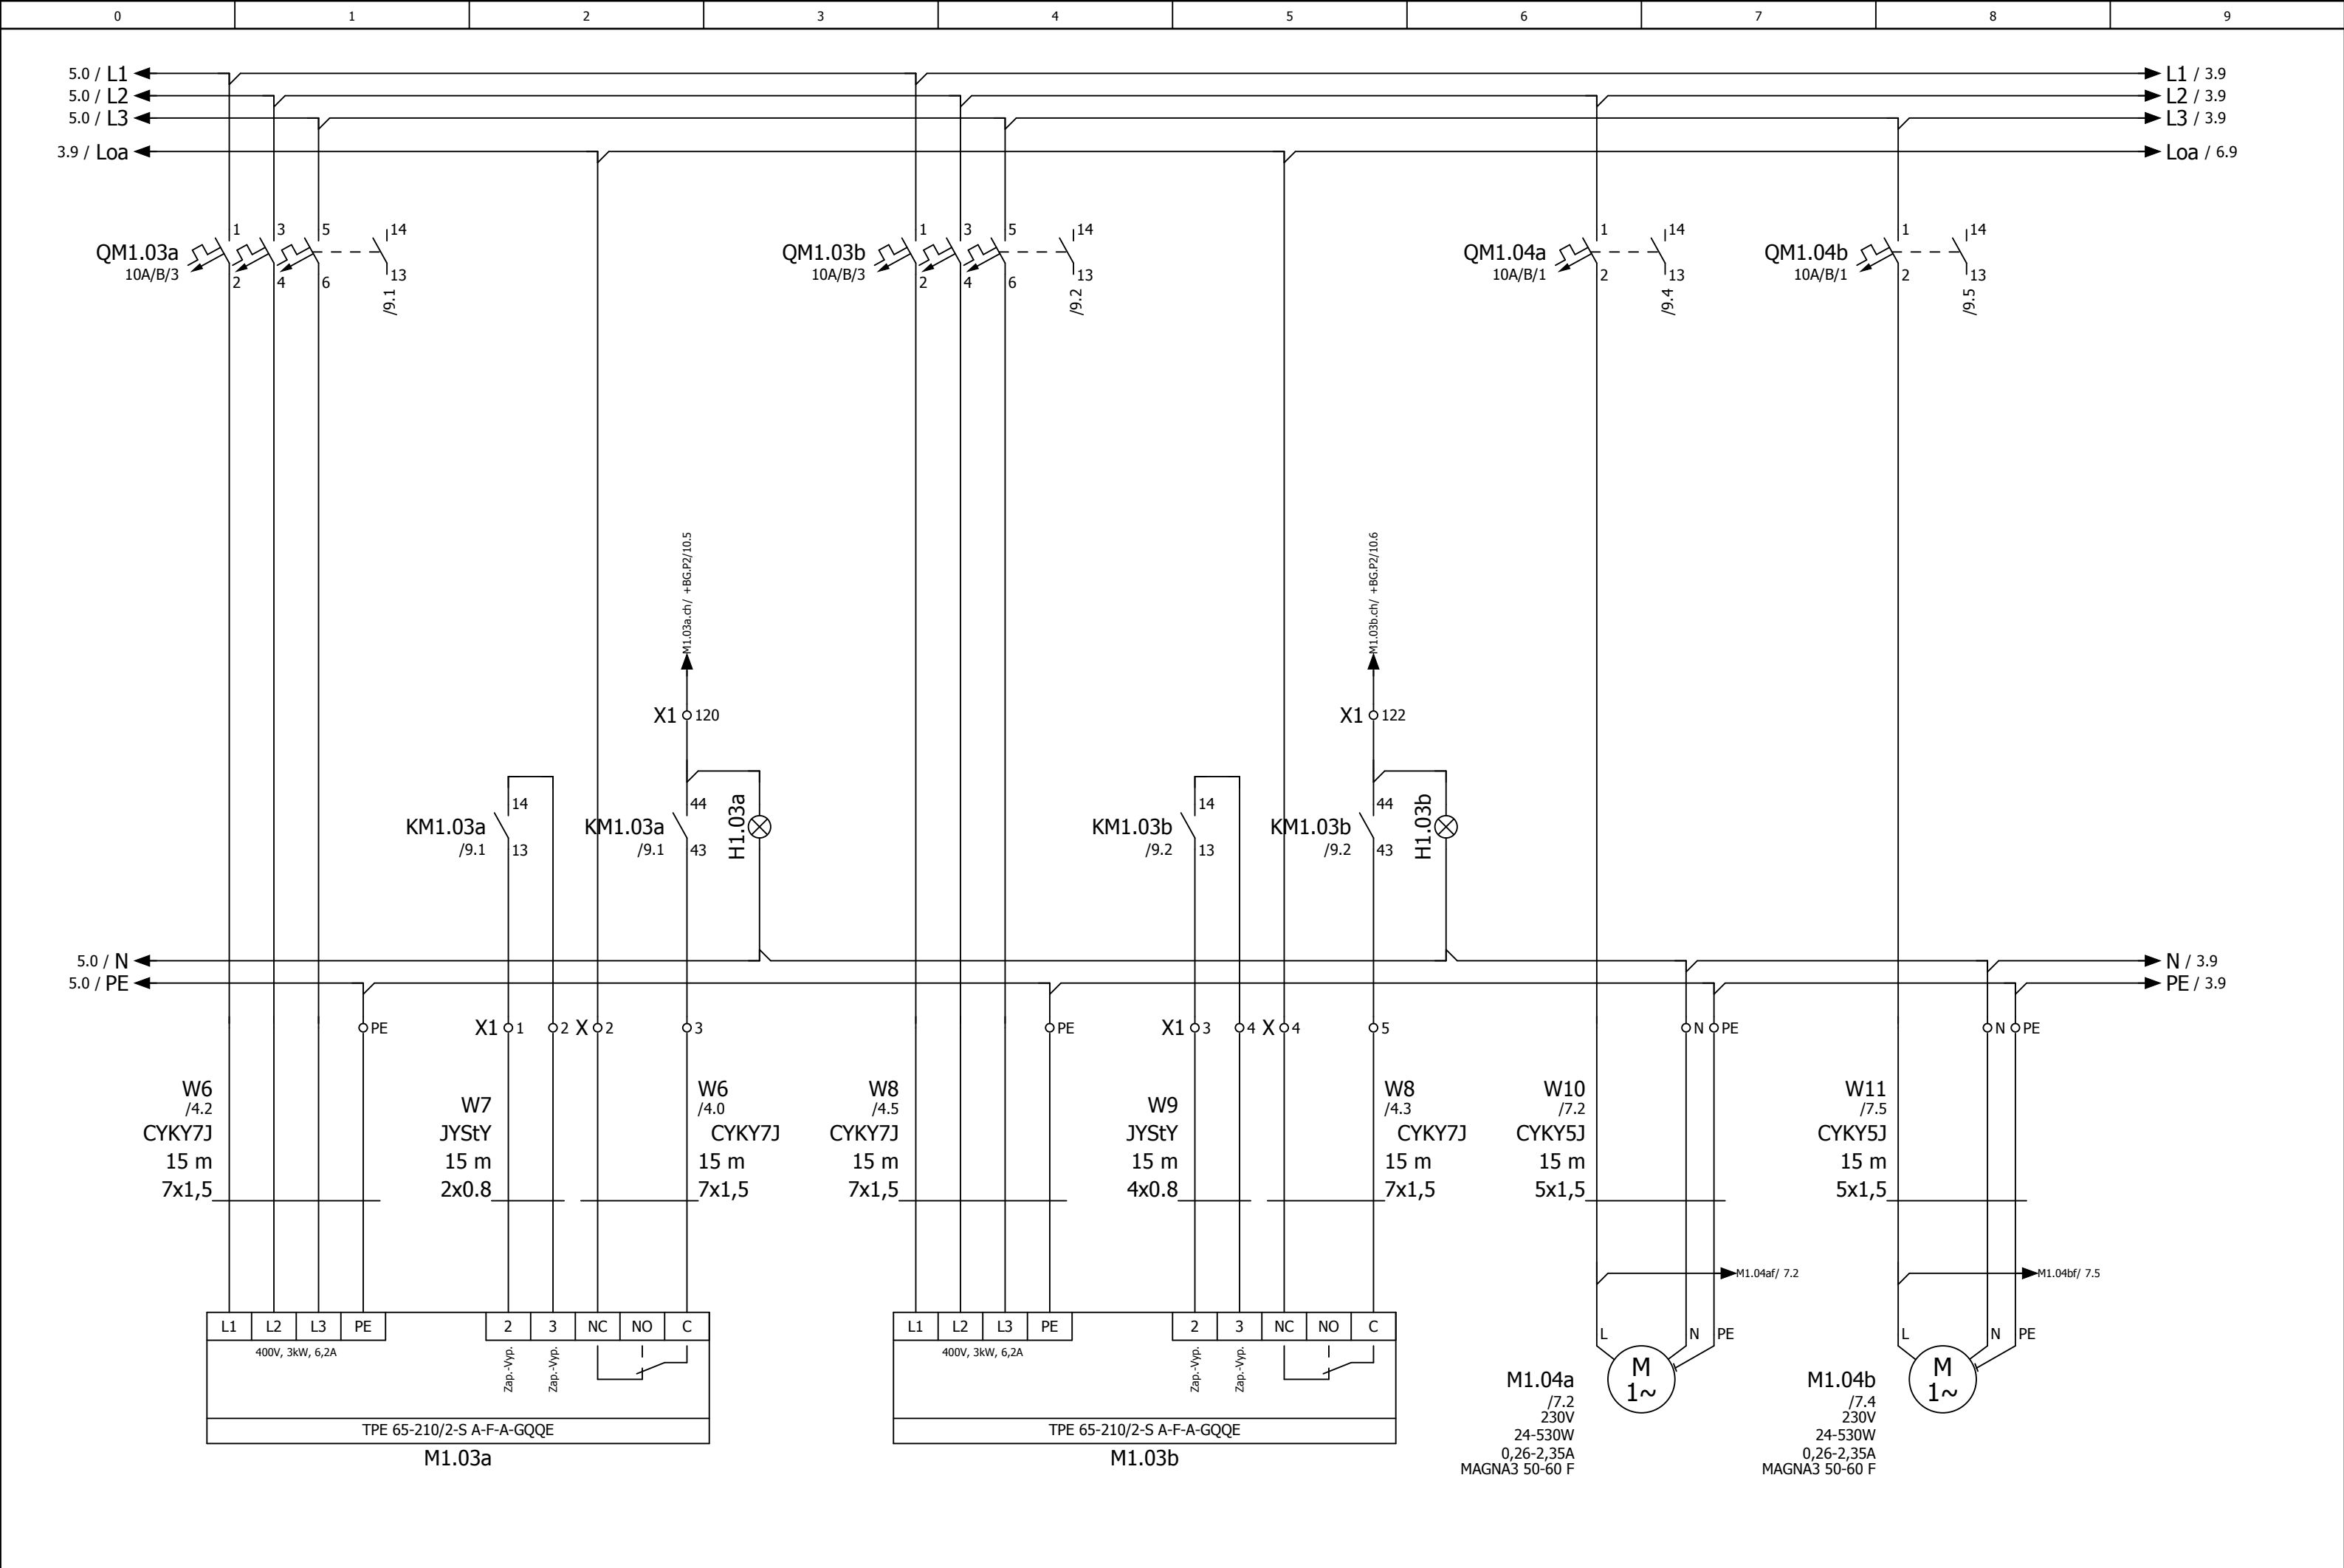 0 1 2 3 4 5 6 7 8 9
5.0 / L1 L1 / 3.9
5.0 / L2 L2 / 3.9
5.0 / L3 L3 / 3.9
3.9 / Loa Loa / 6.9
1 3 5 14
QM1.03a
10A/B/3
2 4 6 13
/9.1
1 3 5 14
QM1.03b
10A/B/3
2 4 6 13
/9.2
1 14
QM1.04a
10A/B/1
2 13
/9.4
1 14
QM1.04b
10A/B/1
2 13
/9.5
M1.03a.ch/ +BG.P2/10.5
M1.03b.ch/ +BG.P2/10.6
X1 120
X1 122
14
KM1.03a
/9.1 13
44
KM1.03a
/9.1 43
H1.03a
14
KM1.03b
/9.2 13
44
KM1.03b
/9.2 43
H1.03b
5.0 / N N / 3.9
5.0 / PE PE / 3.9
PE X1 1 2 X 2 3 PE X1 3 4 X 4 5 N PE N PE
W6
/4.2
CYKY7J
15 m
7x1,5
W7
JYStY
15 m
2x0.8
W6
/4.0
CYKY7J
15 m
7x1,5
W8
/4.5
CYKY7J
15 m
7x1,5
W9
JYStY
15 m
4x0.8
W8
/4.3
CYKY7J
15 m
7x1,5
W10
/7.2
CYKY5J
15 m
5x1,5
W11
/7.5
CYKY5J
15 m
5x1,5
M1.04af/ 7.2
M1.04bf/ 7.5
L1 L2 L3 PE 2 3 NC NO C
400V, 3kW, 6,2A
Zap.-Vyp.
Zap.-Vyp.
TPE 65-210/2-S A-F-A-GQQE
M1.03a
L1 L2 L3 PE 2 3 NC NO C
400V, 3kW, 6,2A
Zap.-Vyp.
Zap.-Vyp.
TPE 65-210/2-S A-F-A-GQQE
M1.03b
L N PE
M
1~
M1.04a
/7.2
230V
24-530W
0,26-2,35A
MAGNA3 50-60 F
L N PE
M
1~
M1.04b
/7.4
230V
24-530W
0,26-2,35A
MAGNA3 50-60 F